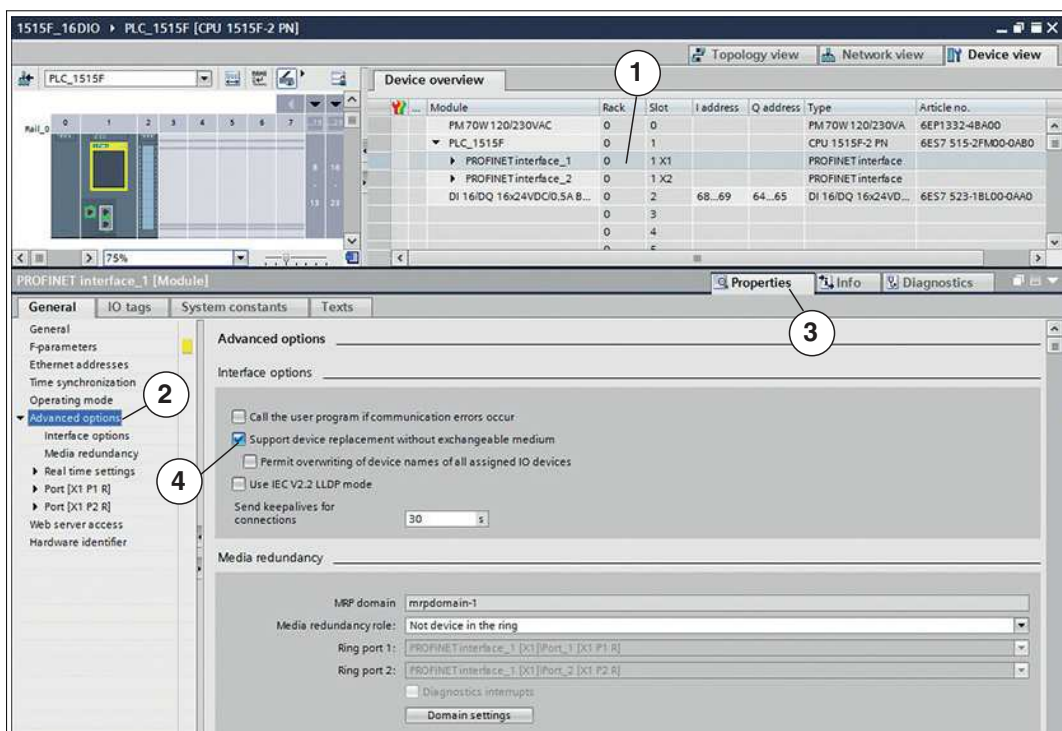 1515F_16DIO ▸ PLC_1515F [CPU 1515F-2 PN]
Topology view Network view Device view
PLC_1515F
Device overview
1
Module Rack Slot I address Q address Type Article no.
PM 70W 120/230VAC 0 0 PM 70W 120/230VA 6EP1332-4BA00
PLC_1515F 0 1 CPU 1515F-2 PN 6ES7 515-2FM00-0AB0
PROFINET interface_1 0 1 X1 PROFINET interface
PROFINET interface_2 0 1 X2 PROFINET interface
DI 16/DQ 16x24VDC/0.5A B... 0 2 68...69 64...65 DI 16/DQ 16x24VD... 6ES7 523-1BL00-0AA0
0 3
0 4
0 5
Rail_0
0 1 2 3 4 5 6 7
75%
PROFINET interface_1 [Module]
Properties Info Diagnostics
3
General IO tags System constants Texts
General
F-parameters
Ethernet addresses
Time synchronization
Operating mode
Advanced options
2
Interface options
Media redundancy
Real time settings
Port [X1 P1 R]
Port [X1 P2 R]
Web server access
Hardware identifier
Advanced options
Interface options
Call the user program if communication errors occur
Support device replacement without exchangeable medium
4
Permit overwriting of device names of all assigned IO devices
Use IEC V2.2 LLDP mode
Send keepalives for
connections 30 s
Media redundancy
MRP domain mrpdomain-1
Media redundancy role: Not device in the ring
Ring port 1: PROFINET interface_1 [X1]\Port_1 [X1 P1 R]
Ring port 2: PROFINET interface_1 [X1]\Port_2 [X1 P2 R]
Diagnostics interrupts
Domain settings